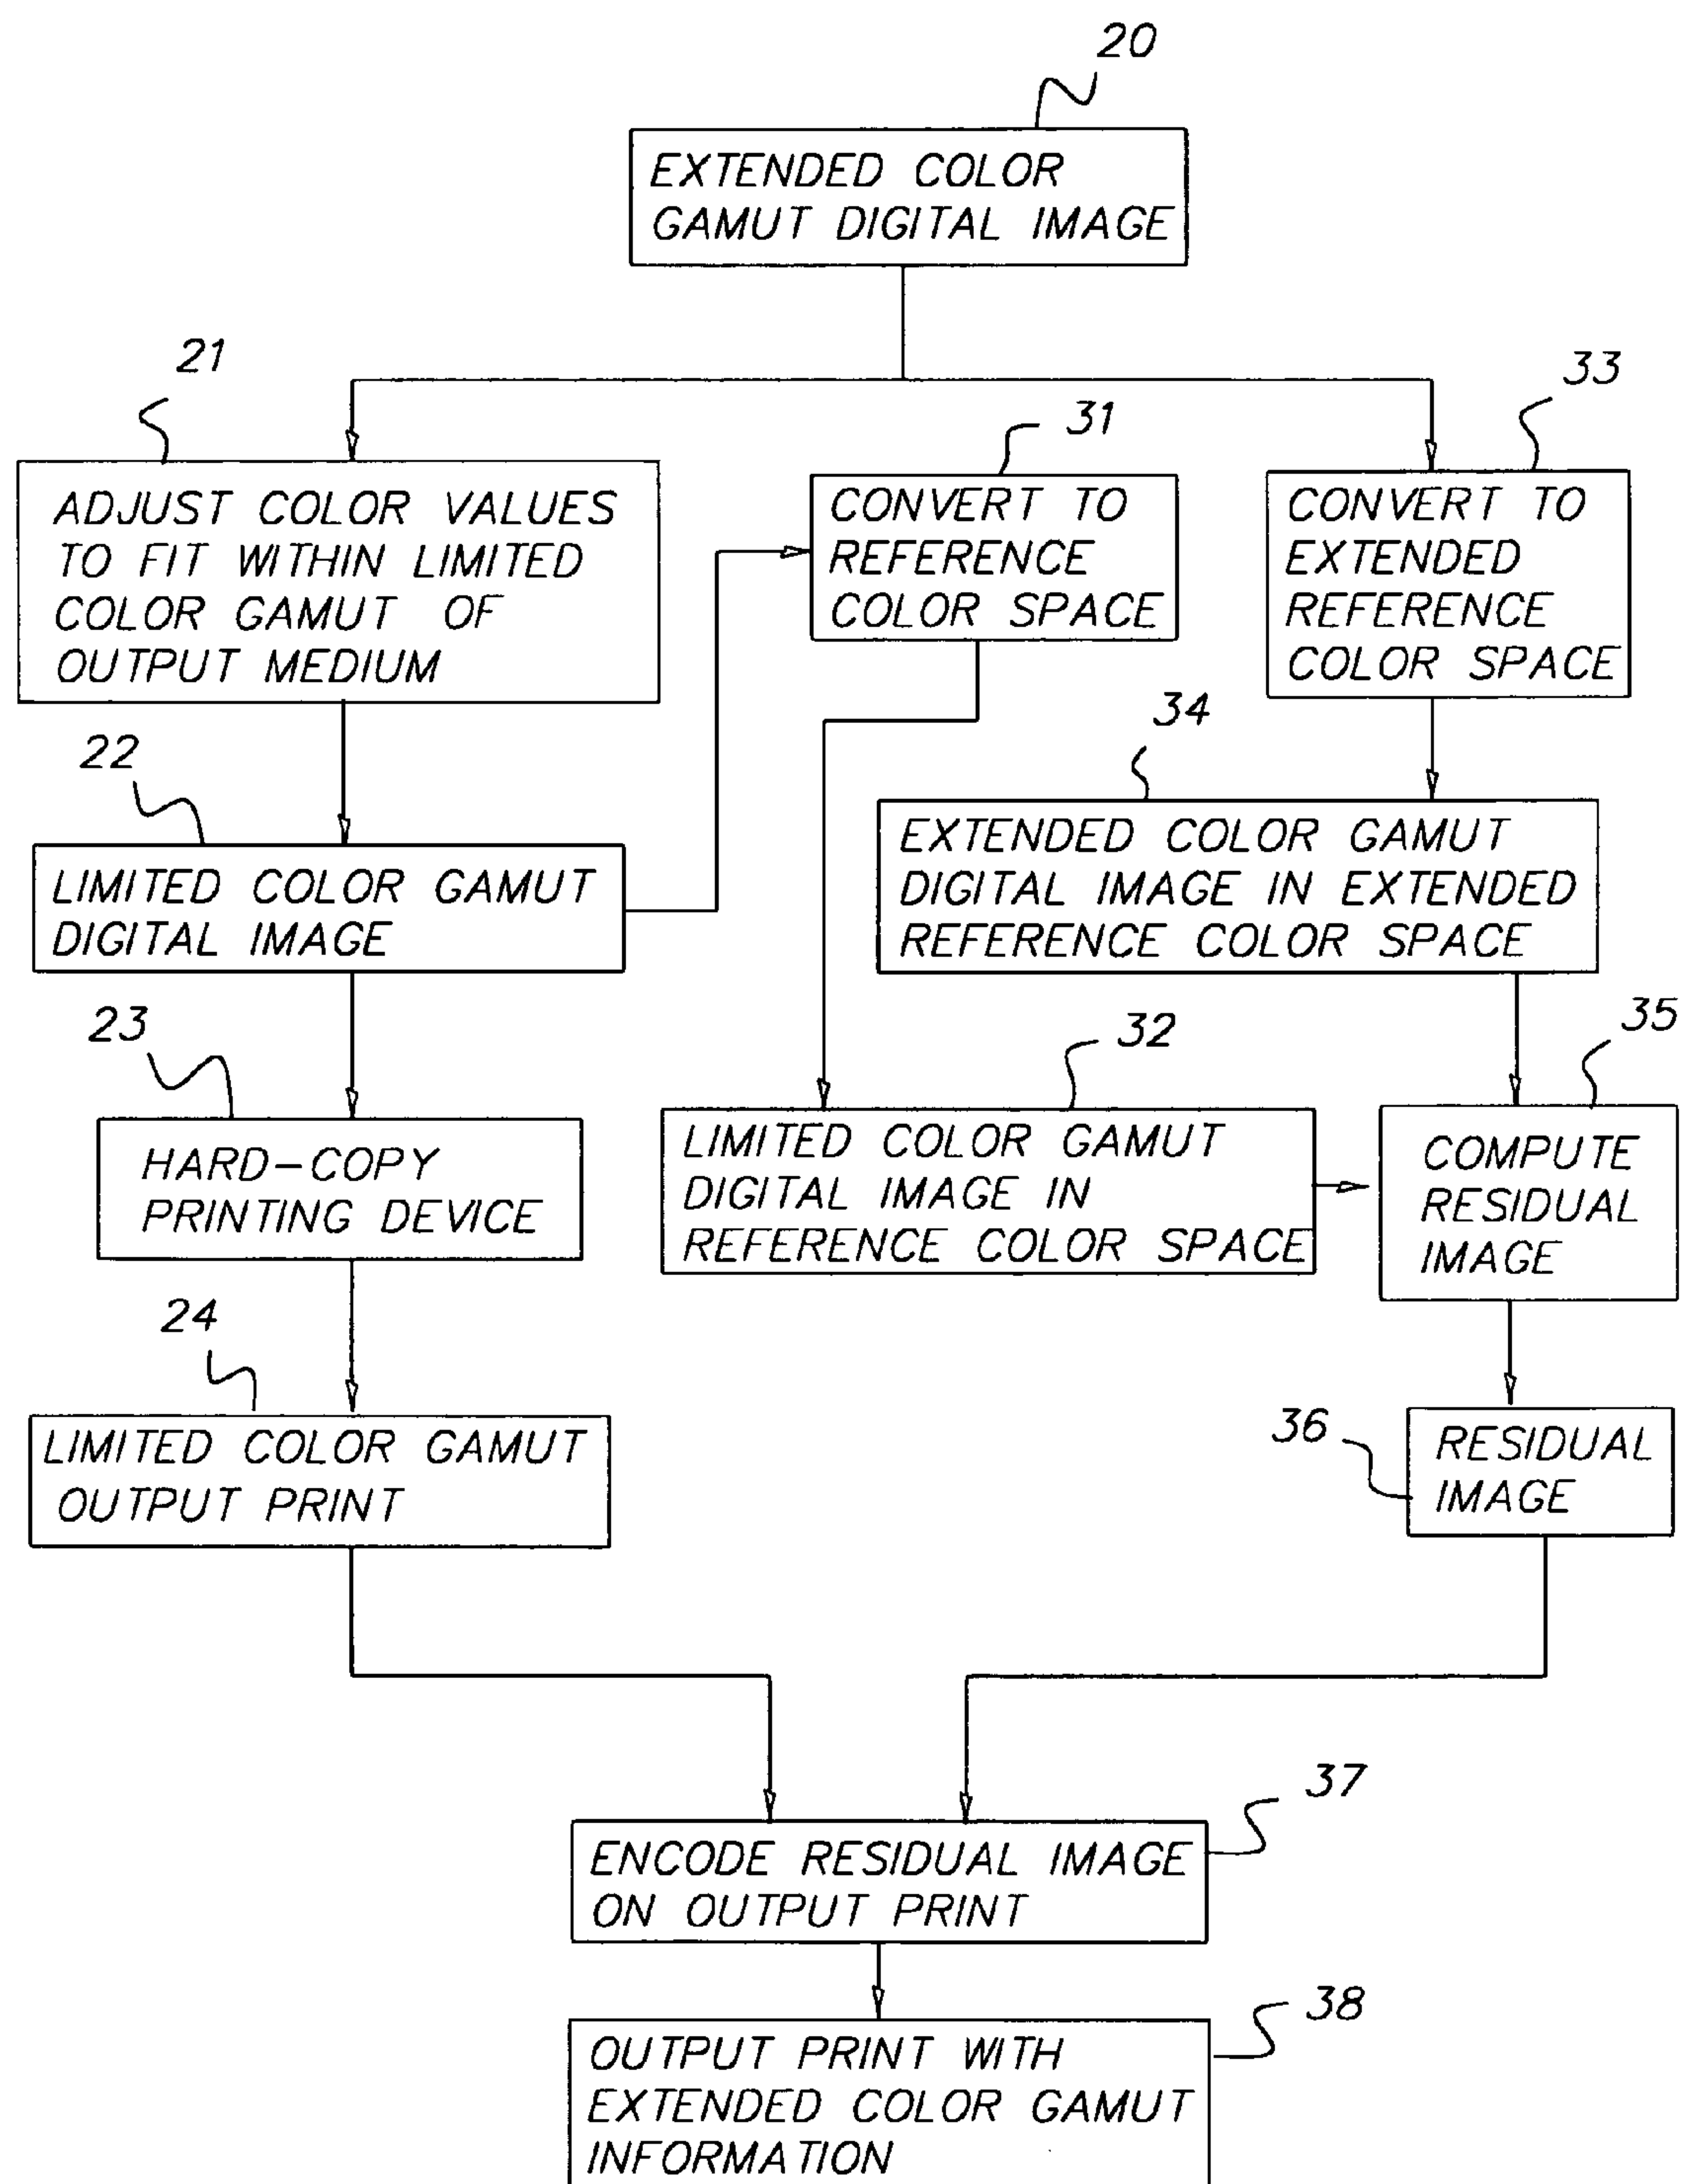 20
EXTENDED COLOR
GAMUT DIGITAL IMAGE
21
ADJUST COLOR VALUES
TO FIT WITHIN LIMITED
COLOR GAMUT OF
OUTPUT MEDIUM
31
CONVERT TO
REFERENCE
COLOR SPACE
33
CONVERT TO
EXTENDED
REFERENCE
COLOR SPACE
22
LIMITED COLOR GAMUT
DIGITAL IMAGE
34
EXTENDED COLOR GAMUT
DIGITAL IMAGE IN EXTENDED
REFERENCE COLOR SPACE
23
HARD-COPY
PRINTING DEVICE
32
LIMITED COLOR GAMUT
DIGITAL IMAGE IN
REFERENCE COLOR SPACE
35
COMPUTE
RESIDUAL
IMAGE
24
LIMITED COLOR GAMUT
OUTPUT PRINT
36
RESIDUAL
IMAGE
37
ENCODE RESIDUAL IMAGE
ON OUTPUT PRINT
38
OUTPUT PRINT WITH
EXTENDED COLOR GAMUT
INFORMATION